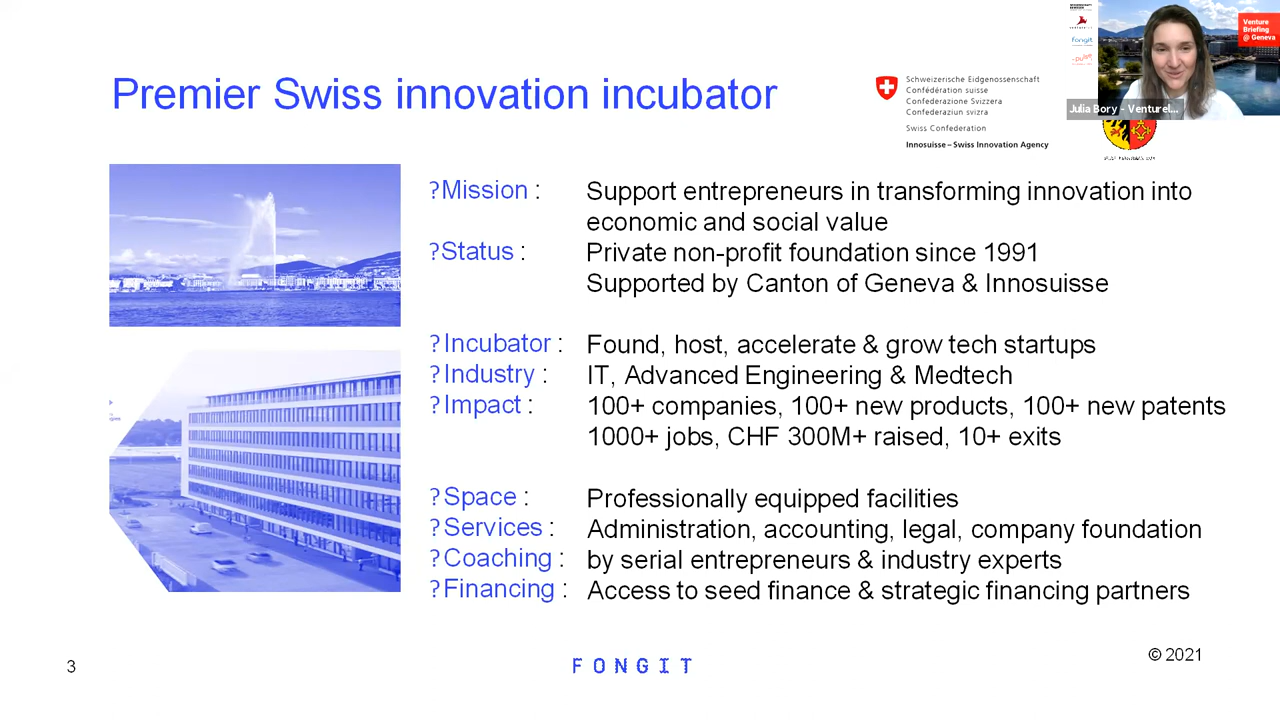 Premier Swiss innovation incubator
Schweizerische Eidgenossenschaft
Confédération suisse
Confederazione Svizzera
Confederaziun svizra
Swiss Confederation
Innosuisse – Swiss Innovation Agency
fongit
Venture
Briefing
@ Geneva
Julia Bory - Venturel...
?Mission : Support entrepreneurs in transforming innovation into
economic and social value
?Status : Private non-profit foundation since 1991
Supported by Canton of Geneva & Innosuisse
?Incubator : Found, host, accelerate & grow tech startups
?Industry : IT, Advanced Engineering & Medtech
?Impact : 100+ companies, 100+ new products, 100+ new patents
1000+ jobs, CHF 300M+ raised, 10+ exits
?Space : Professionally equipped facilities
?Services : Administration, accounting, legal, company foundation
?Coaching : by serial entrepreneurs & industry experts
?Financing : Access to seed finance & strategic financing partners
3
FONGIT
© 2021